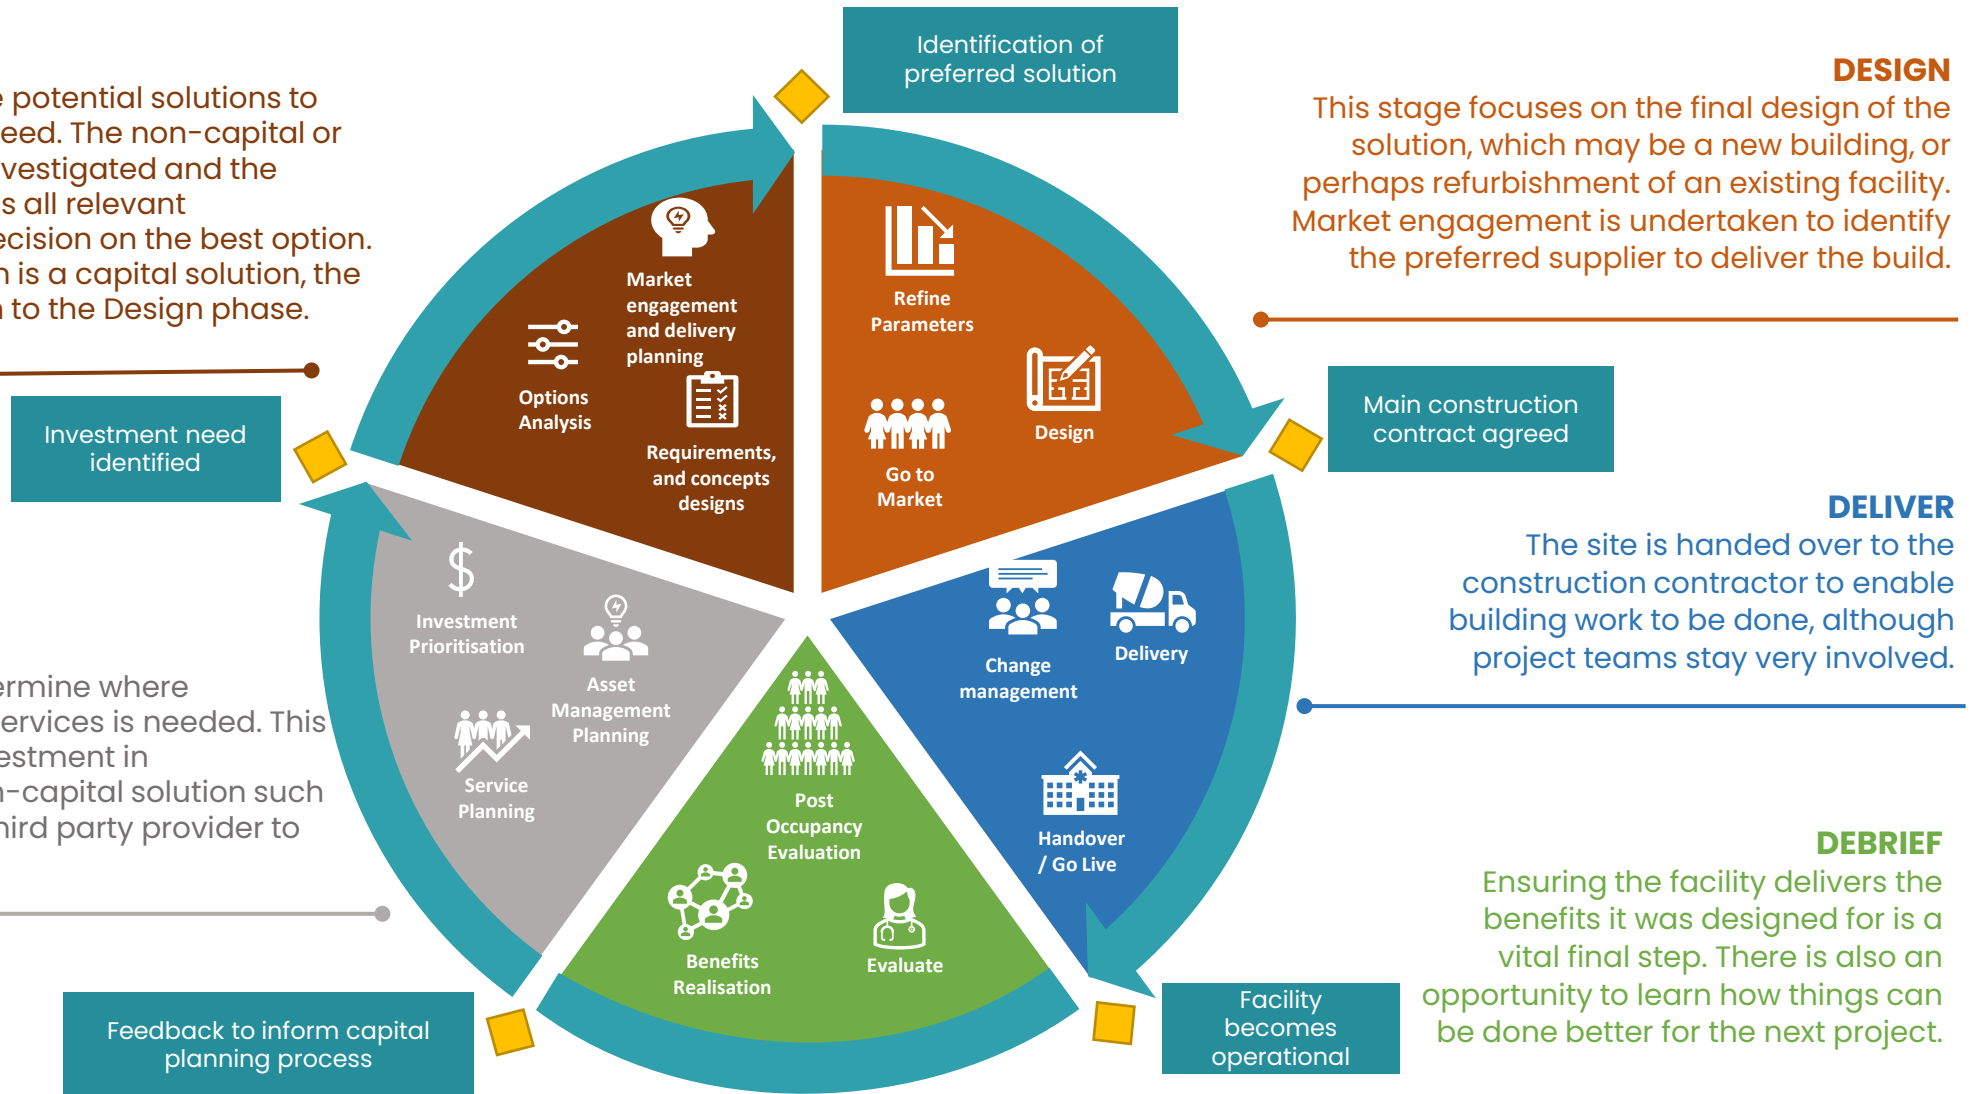 Identification of
preferred solution
DESIGN
This stage focuses on the final design of the
solution, which may be a new building, or
perhaps refurbishment of an existing facility.
Market engagement is undertaken to identify
the preferred supplier to deliver the build.
potential solutions to
The non-capital or
and the
all relevant
on the best option.
is a capital solution, the
to the Design phase.
Investment need
identified
Market
engagement
and delivery
planning
Options
Analysis
Requirements,
and concepts
designs
Refine
Parameters
Design
Go to
Market
Main construction
contract agreed
DELIVER
The site is handed over to the
construction contractor to enable
building work to be done, although
project teams stay very involved.
Investment
Prioritisation
Asset
Management
Planning
Service
Planning
Change
management
Delivery
Handover
/ Go Live
where
is needed. This
in
solution such
party provider to
Post
Occupancy
Evaluation
Benefits
Realisation
Evaluate
DEBRIEF
Ensuring the facility delivers the
benefits it was designed for is a
vital final step. There is also an
opportunity to learn how things can
be done better for the next project.
Feedback to inform capital
planning process
Facility
becomes
operational